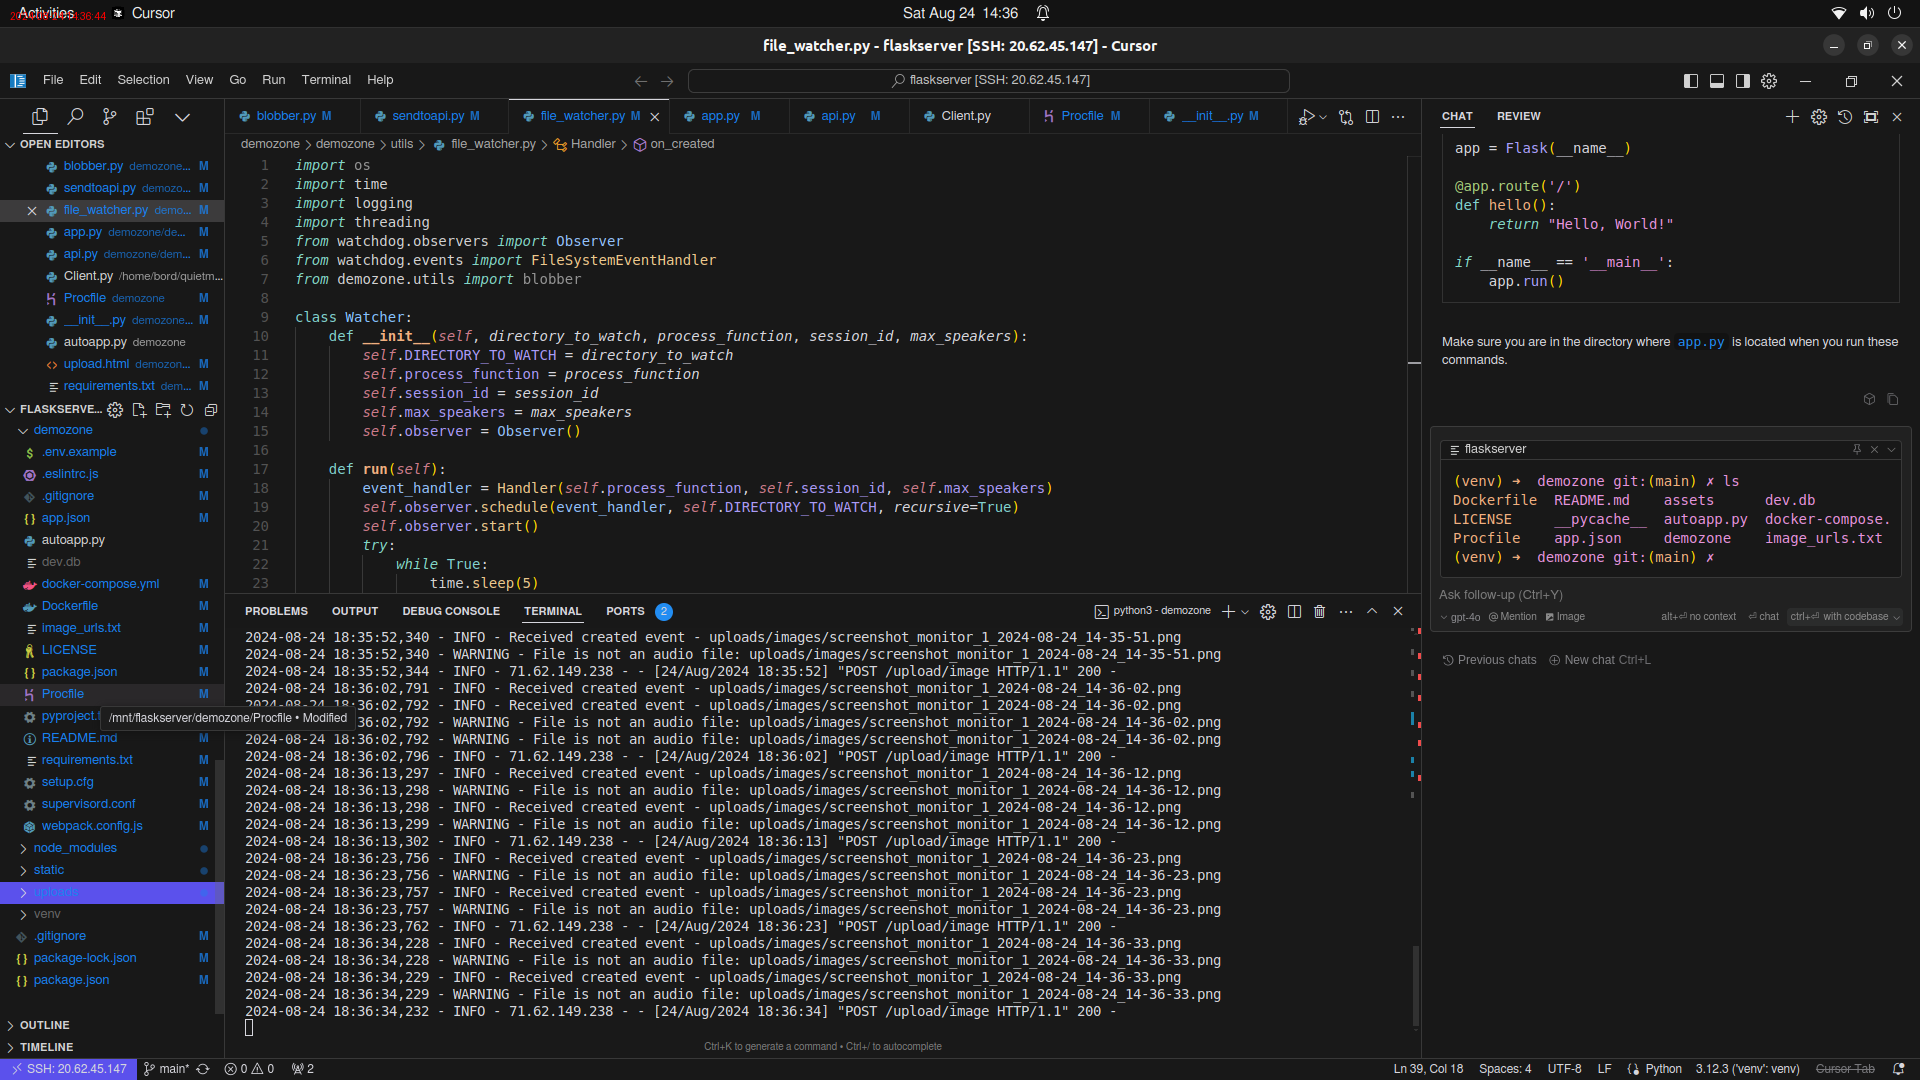 Activities
Cursor
Sat Aug 24 14:36
file_watcher.py - flaskserver [SSH: 20.62.45.147] - Cursor
File Edit Selection View Go Run Terminal Help
flaskserver [SSH: 20.62.45.147]
blobber.py M
sendtoapi.py M
file_watcher.py M
app.py M
api.py M
Client.py
Procfile M
__init__.py M
demozone > demozone > utils > file_watcher.py > Handler > on_created
OPEN EDITORS
blobber.py demozone... M
sendtoapi.py demozo... M
file_watcher.py demo... M
app.py demozone/de... M
api.py demozone/dem... M
Client.py /home/bord/quietm...
Procfile demozone M
__init__.py demozone... M
autoapp.py demozone
upload.html demozon... M
requirements.txt dem... M
FLASKSERVE...
demozone
.env.example M
.eslintrc.js M
.gitignore M
app.json M
autoapp.py
dev.db
docker-compose.yml M
Dockerfile M
image_urls.txt M
LICENSE M
package.json M
Procfile M
pyproject.t
/mnt/flaskserver/demozone/Procfile • Modified
README.md M
requirements.txt M
setup.cfg M
supervisord.conf M
webpack.config.js M
node_modules
static
uploads
venv
.gitignore M
package-lock.json M
package.json M
OUTLINE
TIMELINE
1 import os
2 import time
3 import logging
4 import threading
5 from watchdog.observers import Observer
6 from watchdog.events import FileSystemEventHandler
7 from demozone.utils import blobber
8
9 class Watcher:
10 def __init__(self, directory_to_watch, process_function, session_id, max_speakers):
11 self.DIRECTORY_TO_WATCH = directory_to_watch
12 self.process_function = process_function
13 self.session_id = session_id
14 self.max_speakers = max_speakers
15 self.observer = Observer()
16
17 def run(self):
18 event_handler = Handler(self.process_function, self.session_id, self.max_speakers)
19 self.observer.schedule(event_handler, self.DIRECTORY_TO_WATCH, recursive=True)
20 self.observer.start()
21 try:
22 while True:
23 time.sleep(5)
PROBLEMS OUTPUT DEBUG CONSOLE TERMINAL PORTS 2
python3 - demozone
2024-08-24 18:35:52,340 - INFO - Received created event - uploads/images/screenshot_monitor_1_2024-08-24_14-35-51.png
2024-08-24 18:35:52,340 - WARNING - File is not an audio file: uploads/images/screenshot_monitor_1_2024-08-24_14-35-51.png
2024-08-24 18:35:52,344 - INFO - 71.62.149.238 - - [24/Aug/2024 18:35:52] "POST /upload/image HTTP/1.1" 200 -
2024-08-24 18:36:02,791 - INFO - Received created event - uploads/images/screenshot_monitor_1_2024-08-24_14-36-02.png
2024-08-24 18:36:02,792 - INFO - Received created event - uploads/images/screenshot_monitor_1_2024-08-24_14-36-02.png
36:02,792 - WARNING - File is not an audio file: uploads/images/screenshot_monitor_1_2024-08-24_14-36-02.png
2024-08-24 18:36:02,792 - WARNING - File is not an audio file: uploads/images/screenshot_monitor_1_2024-08-24_14-36-02.png
2024-08-24 18:36:02,796 - INFO - 71.62.149.238 - - [24/Aug/2024 18:36:02] "POST /upload/image HTTP/1.1" 200 -
2024-08-24 18:36:13,297 - INFO - Received created event - uploads/images/screenshot_monitor_1_2024-08-24_14-36-12.png
2024-08-24 18:36:13,298 - WARNING - File is not an audio file: uploads/images/screenshot_monitor_1_2024-08-24_14-36-12.png
2024-08-24 18:36:13,298 - INFO - Received created event - uploads/images/screenshot_monitor_1_2024-08-24_14-36-12.png
2024-08-24 18:36:13,299 - WARNING - File is not an audio file: uploads/images/screenshot_monitor_1_2024-08-24_14-36-12.png
2024-08-24 18:36:13,302 - INFO - 71.62.149.238 - - [24/Aug/2024 18:36:13] "POST /upload/image HTTP/1.1" 200 -
2024-08-24 18:36:23,756 - INFO - Received created event - uploads/images/screenshot_monitor_1_2024-08-24_14-36-23.png
2024-08-24 18:36:23,756 - WARNING - File is not an audio file: uploads/images/screenshot_monitor_1_2024-08-24_14-36-23.png
2024-08-24 18:36:23,757 - INFO - Received created event - uploads/images/screenshot_monitor_1_2024-08-24_14-36-23.png
2024-08-24 18:36:23,757 - WARNING - File is not an audio file: uploads/images/screenshot_monitor_1_2024-08-24_14-36-23.png
2024-08-24 18:36:23,762 - INFO - 71.62.149.238 - - [24/Aug/2024 18:36:23] "POST /upload/image HTTP/1.1" 200 -
2024-08-24 18:36:34,228 - INFO - Received created event - uploads/images/screenshot_monitor_1_2024-08-24_14-36-33.png
2024-08-24 18:36:34,228 - WARNING - File is not an audio file: uploads/images/screenshot_monitor_1_2024-08-24_14-36-33.png
2024-08-24 18:36:34,229 - INFO - Received created event - uploads/images/screenshot_monitor_1_2024-08-24_14-36-33.png
2024-08-24 18:36:34,229 - WARNING - File is not an audio file: uploads/images/screenshot_monitor_1_2024-08-24_14-36-33.png
2024-08-24 18:36:34,232 - INFO - 71.62.149.238 - - [24/Aug/2024 18:36:34] "POST /upload/image HTTP/1.1" 200 -
Ctrl+K to generate a command • Ctrl+/ to autocomplete
CHAT REVIEW
app = Flask(__name__)
@app.route('/')
def hello():
return "Hello, World!"
if __name__ == '__main__':
app.run()
Make sure you are in the directory where app.py is located when you run these
commands.
flaskserver
(venv) ➜ demozone git:(main) ✗ ls
Dockerfile README.md assets dev.db
LICENSE __pycache__ autoapp.py docker-compose.
Procfile app.json demozone image_urls.txt
(venv) ➜ demozone git:(main) ✗
Ask follow-up (Ctrl+Y)
gpt-4o @ Mention Image alt+⏎ no context ⏎ chat ctrl+⏎ with codebase
Previous chats New chat Ctrl+L
SSH: 20.62.45.147 main* 0 0 2
Ln 39, Col 18 Spaces: 4 UTF-8 LF Python 3.12.3 ('venv': venv) Cursor Tab